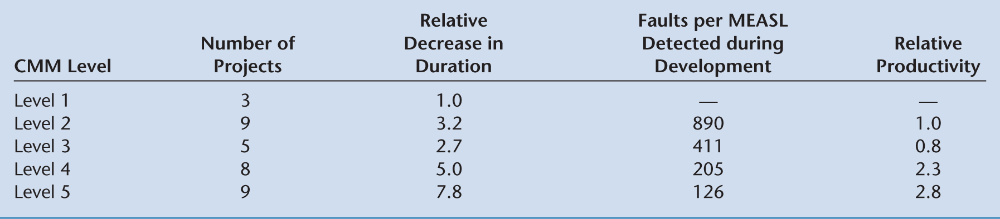 Relative Faults per MEASL
Number of Decrease in Detected during Relative
CMM Level Projects Duration Development Productivity
Level 1 3 1.0 — —
Level 2 9 3.2 890 1.0
Level 3 5 2.7 411 0.8
Level 4 8 5.0 205 2.3
Level 5 9 7.8 126 2.8